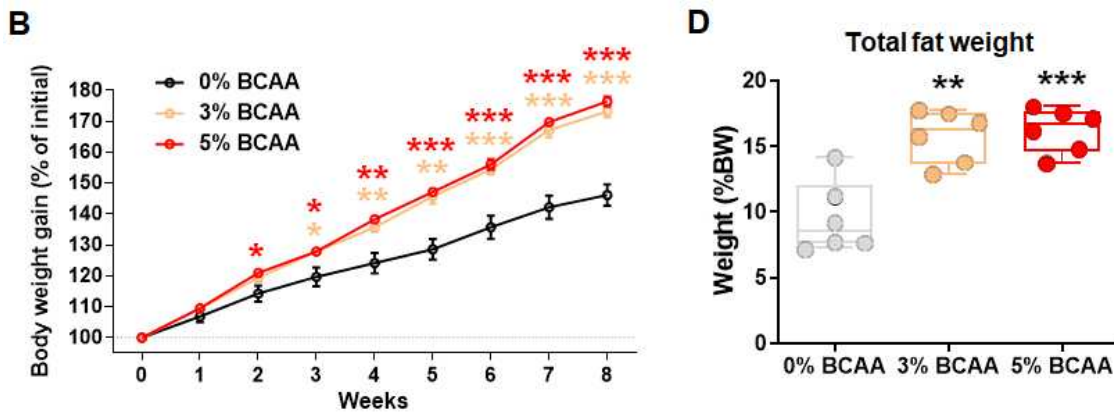 B
Body weight gain (% of initial)
180
170
160
150
140
130
120
110
100
0% BCAA
3% BCAA
5% BCAA
*
*
*
**
**
***
**
***
***
***
***
***
***
0 1 2 3 4 5 6 7 8
Weeks
D
Total fat weight
Weight (%BW)
20
15
10
5
0
**
***
0% BCAA 3% BCAA 5% BCAA